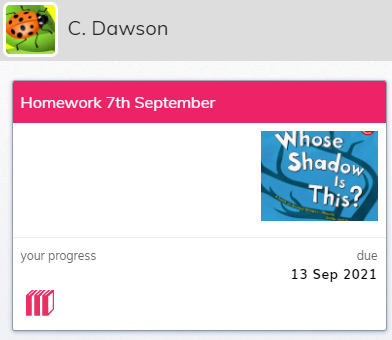 C. Dawson
Homework 7th September
Whose
Shadow
Is
This?
your progress
due
13 Sep 2021